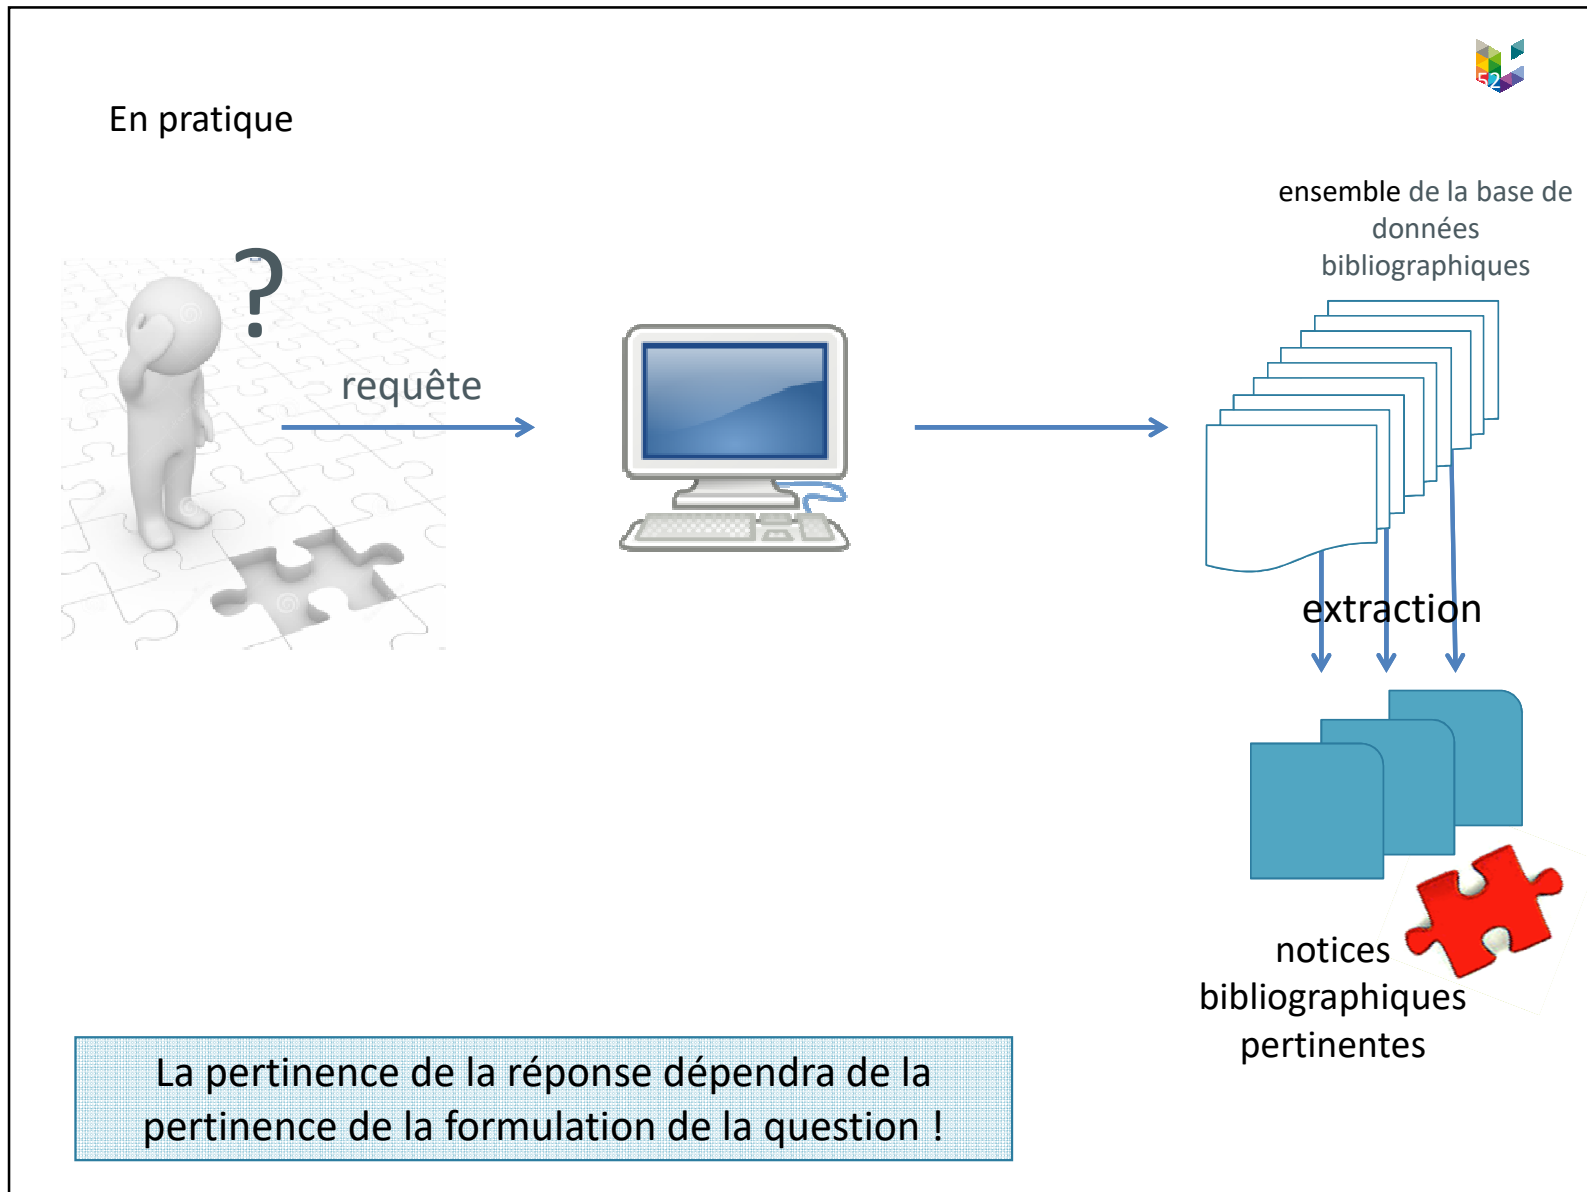 52
En pratique
ensemble de la base de
données
bibliographiques
?
requête
extraction
notices
bibliographiques
pertinentes
La pertinence de la réponse dépendra de la
pertinence de la formulation de la question !